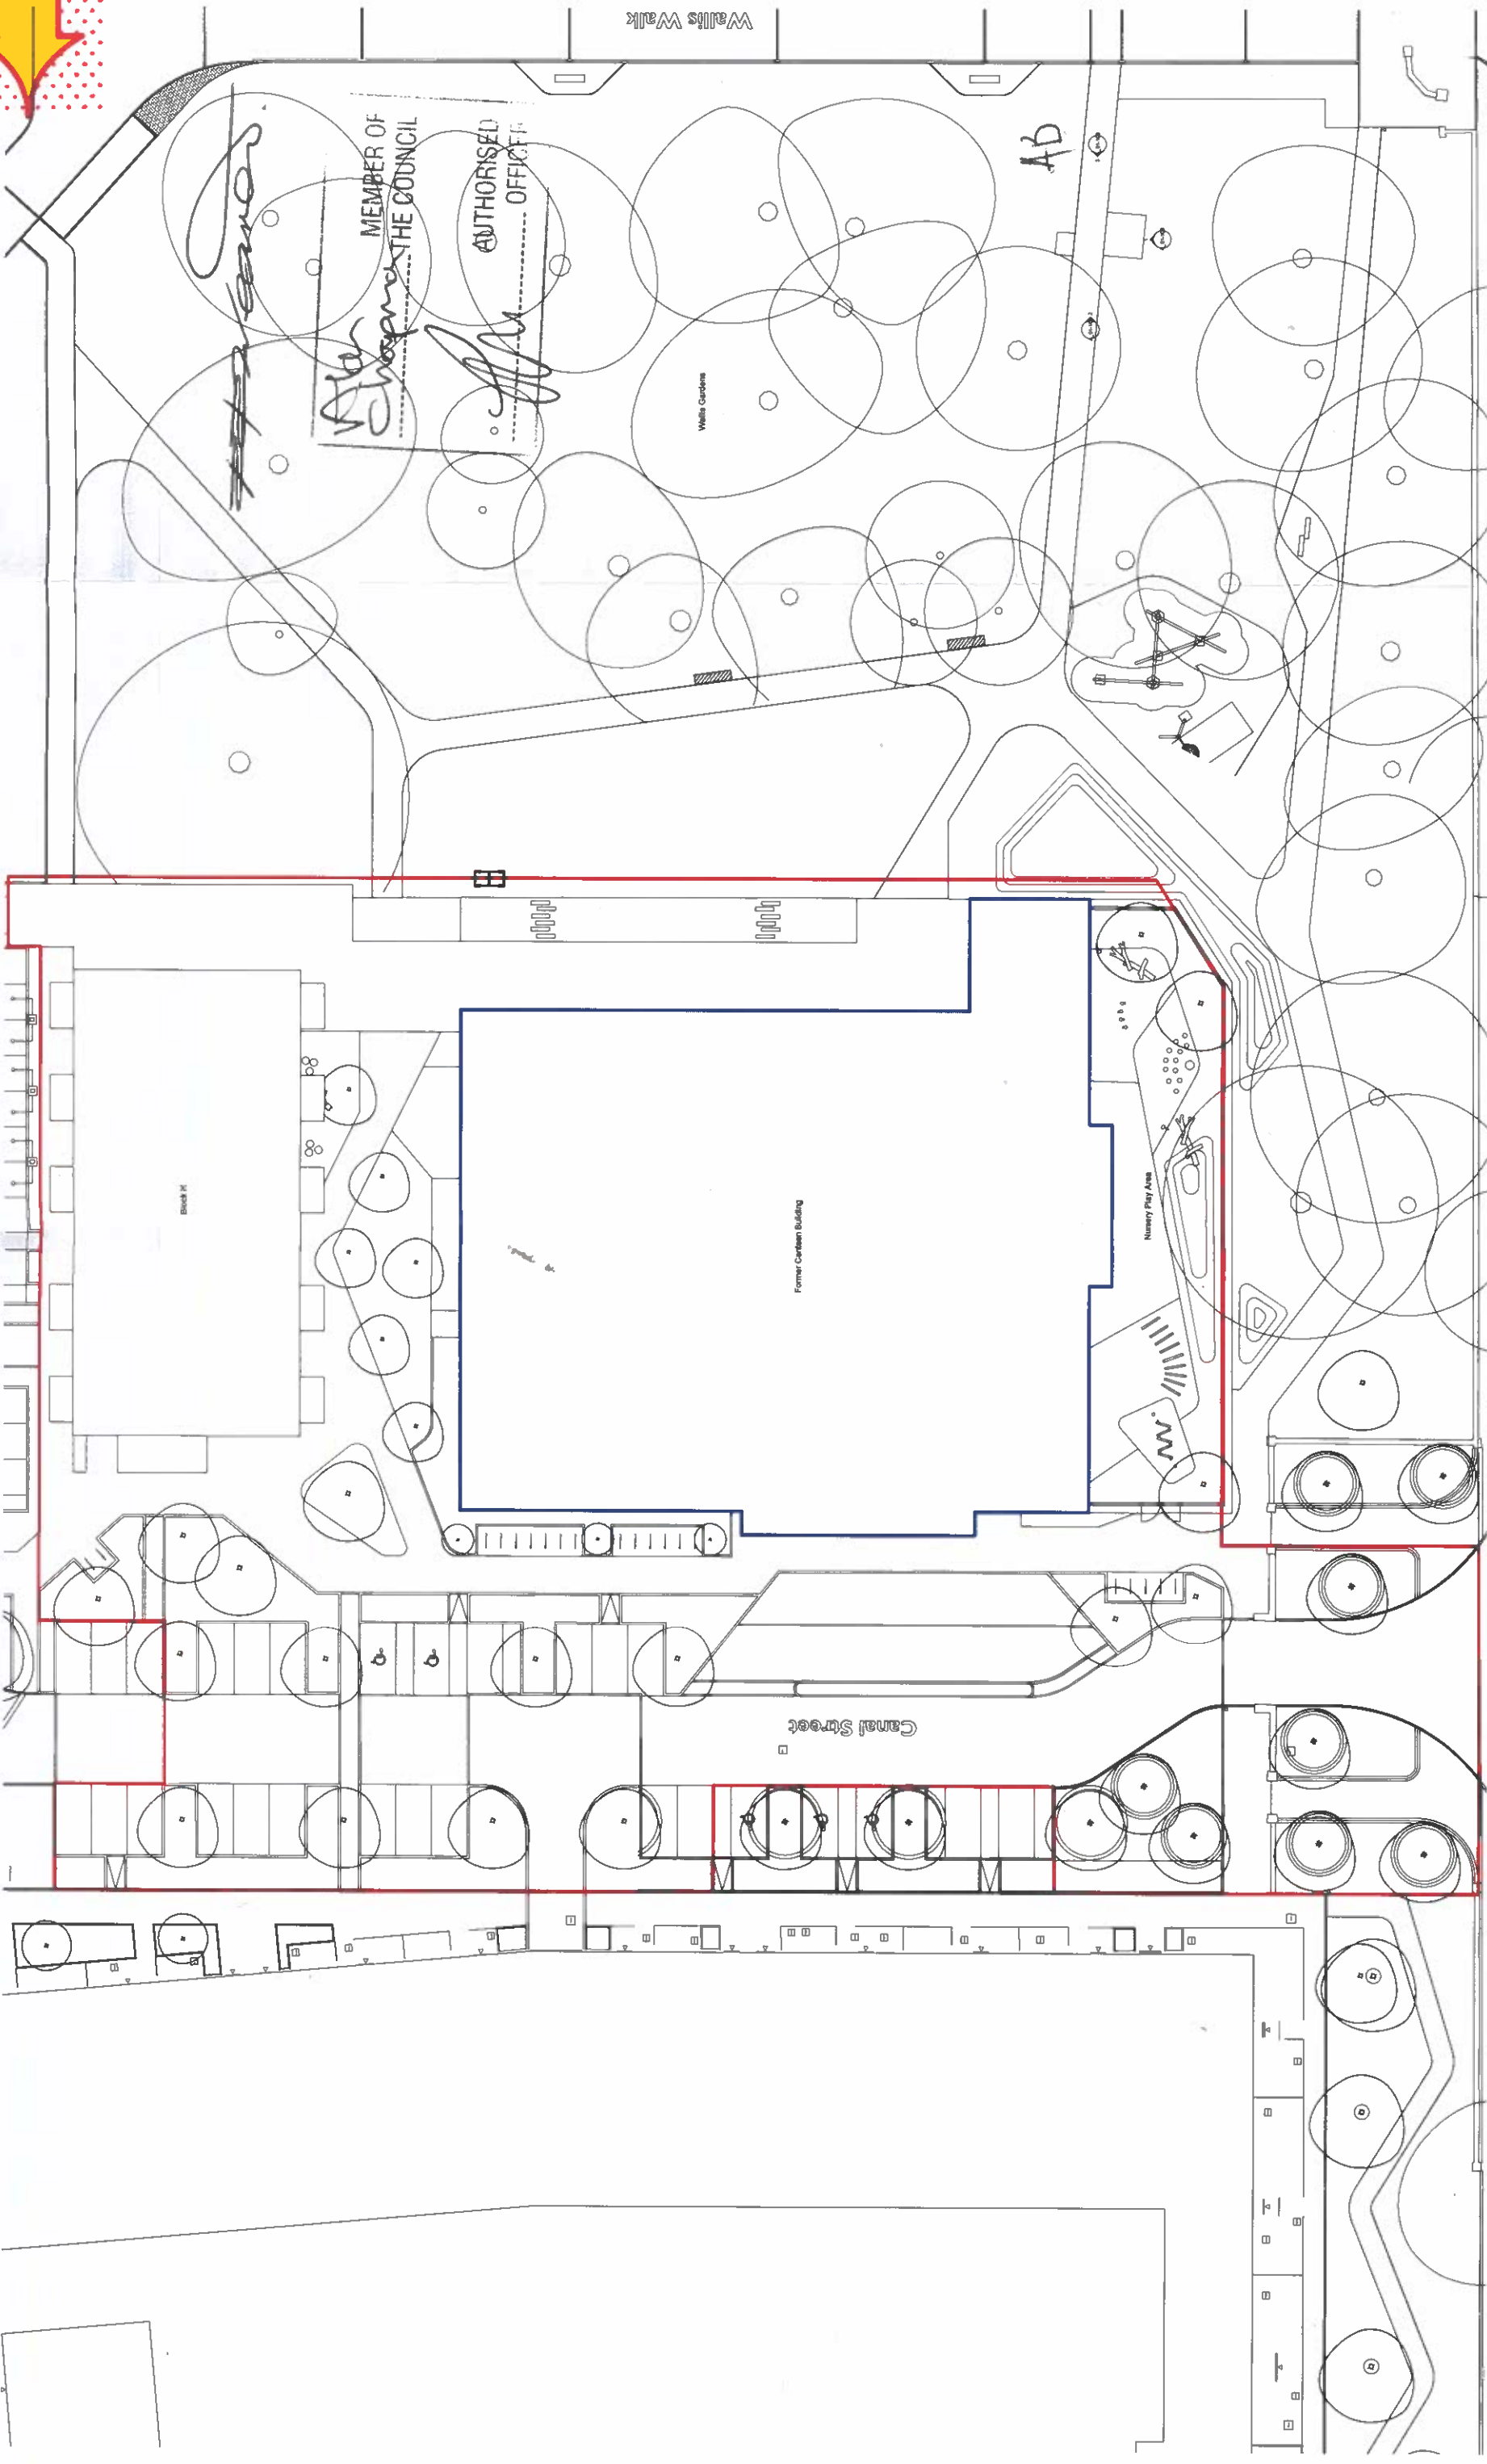 Wallis Walk
MEMBER OF
THE COUNCIL
AUTHORISED
OFFICER
AD
Wallis Gardens
Block H
Former Canteen Building
Nursery Play Area
Canal Street